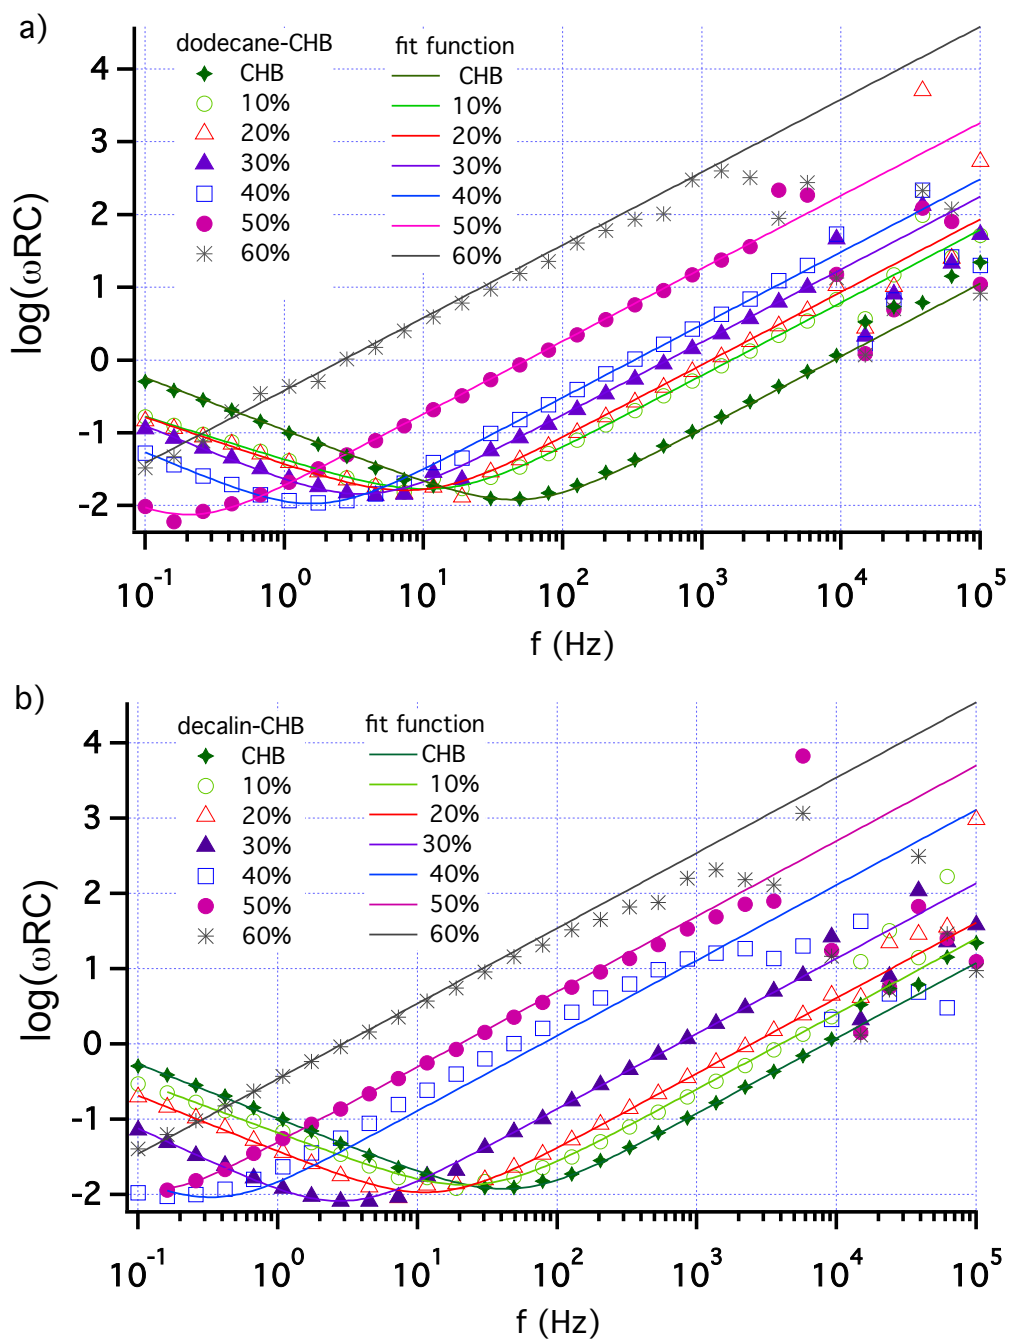 a)
dodecane-CHB fit function
CHB CHB
10% 10%
20% 20%
30% 30%
40% 40%
50% 50%
60% 60%
log(ωRC)
4
3
2
1
0
-1
-2
10⁻¹ 10⁰ 10¹ 10² 10³ 10⁴ 10⁵
f (Hz)
b)
decalin-CHB fit function
CHB CHB
10% 10%
20% 20%
30% 30%
40% 40%
50% 50%
60% 60%
log(ωRC)
4
3
2
1
0
-1
-2
10⁻¹ 10⁰ 10¹ 10² 10³ 10⁴ 10⁵
f (Hz)